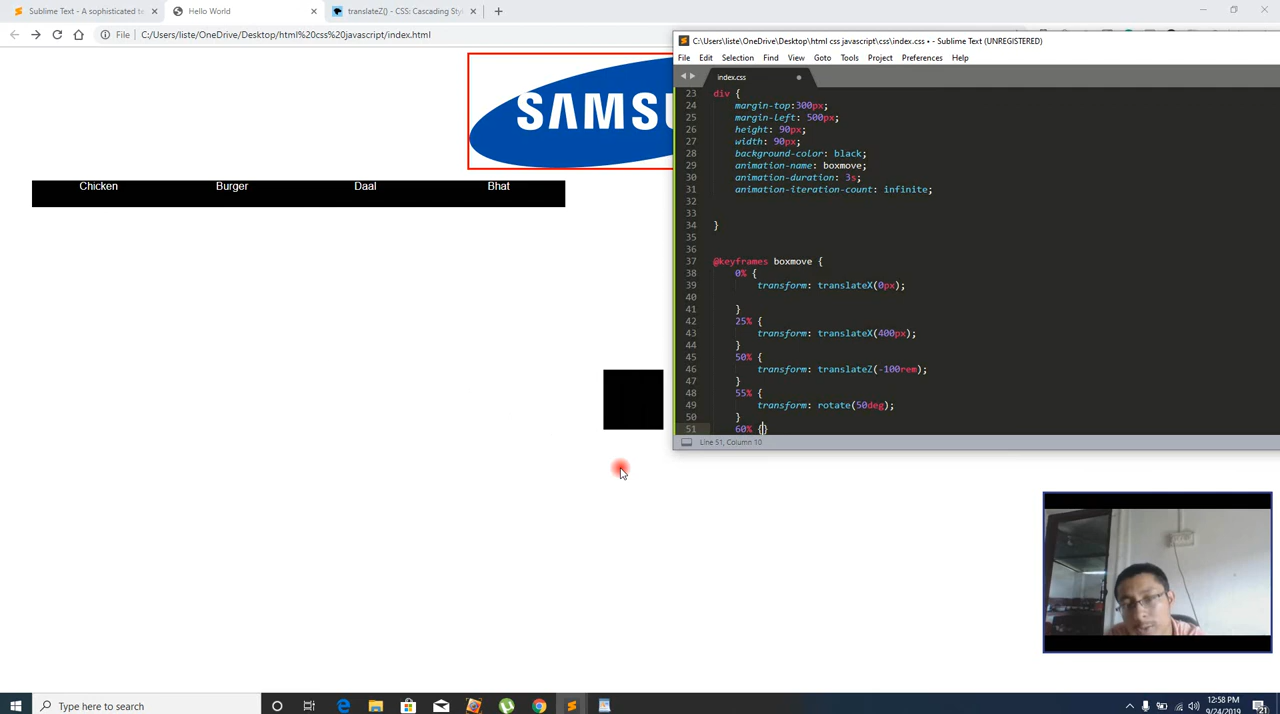 Sublime Text - A sophisticated te
Hello World
translateZ() - CSS: Cascading Styl
File
C:/Users/liste/OneDrive/Desktop/html%20css%20javascript/index.html
SAMSU
Chicken Burger Daal Bhat
C:\Users\liste\OneDrive\Desktop\html css javascript\css\index.css • - Sublime Text (UNREGISTERED)
File Edit Selection Find View Goto Tools Project Preferences Help
index.css
23 div {
24 margin-top:300px;
25 margin-left: 500px;
26 height: 90px;
27 width: 90px;
28 background-color: black;
29 animation-name: boxmove;
30 animation-duration: 3s;
31 animation-iteration-count: infinite;
32
33
34 }
35
36
37 @keyframes boxmove {
38 0% {
39 transform: translateX(0px);
40
41 }
42 25% {
43 transform: translateX(400px);
44 }
45 50% {
46 transform: translateZ(-100rem);
47 }
48 55% {
49 transform: rotate(50deg);
50 }
51 60% {}
Line 51, Column 10
Type here to search
12:58 PM
9/24/2019
21